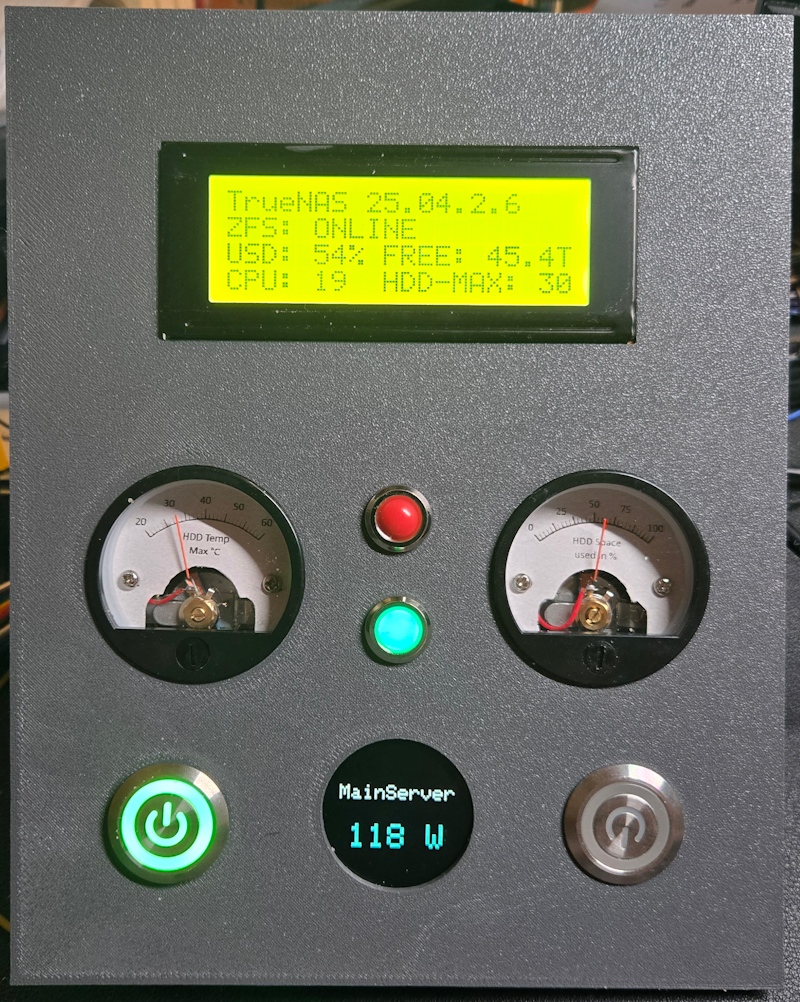 TrueNAS 25.04.2.6
ZFS: ONLINE
USD: 54% FREE: 45.4T
CPU: 19 HDD-MAX: 30
20 30 40 50 60
HDD Temp
Max °C
0 25 50 75 100
HDD Space
used in %
MainServer
118 W